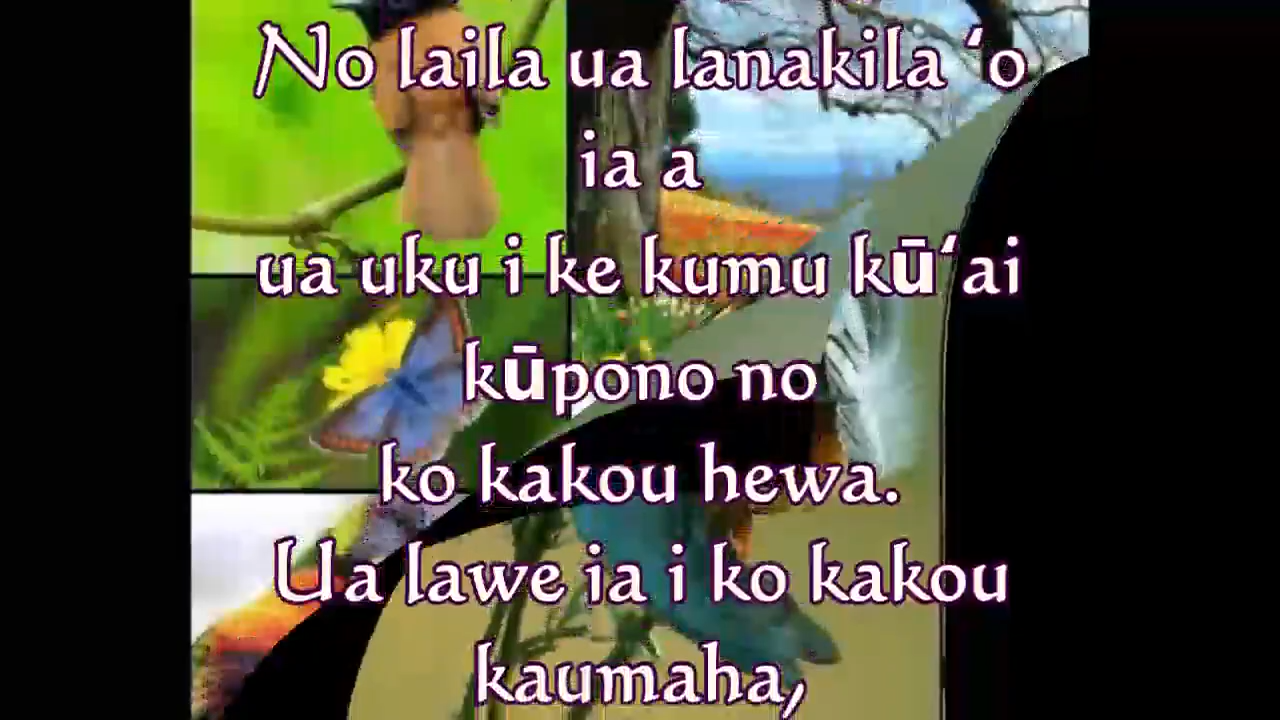 No laila ua lanakila ʻo
ia a
ua uku i ke kumu kūʻai
kūpono no
ko kakou hewa.
Ua lawe ia i ko kakou
kaumaha,